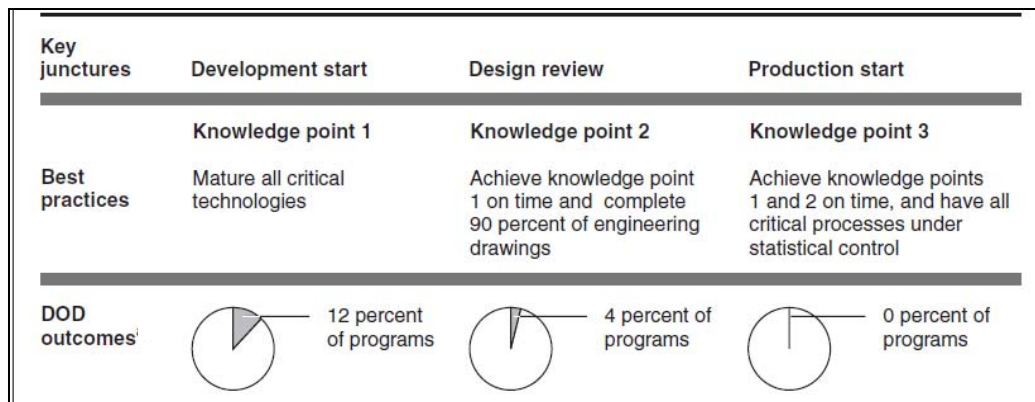 Key
junctures
Development start
Design review
Production start
Knowledge point 1
Knowledge point 2
Knowledge point 3
Best
practices
Mature all critical
technologies
Achieve knowledge point
1 on time and complete
90 percent of engineering
drawings
Achieve knowledge points
1 and 2 on time, and have all
critical processes under
statistical control
DOD
outcomes
12 percent
of programs
4 percent of
programs
0 percent of
programs